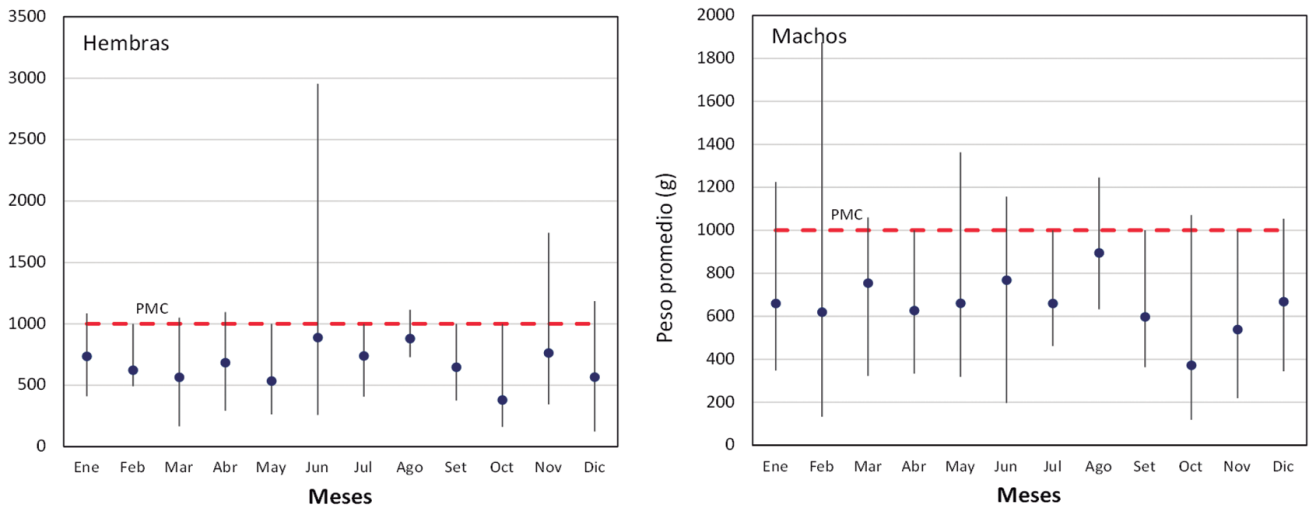 Hembras
3500
3000
2500
2000
1500
1000
500
0
PMC
Ene Feb Mar Abr May Jun Jul Ago Set Oct Nov Dic
Meses
Machos
Peso promedio (g)
2000
1800
1600
1400
1200
1000
800
600
400
200
0
PMC
Ene Feb Mar Abr May Jun Jul Ago Set Oct Nov Dic
Meses